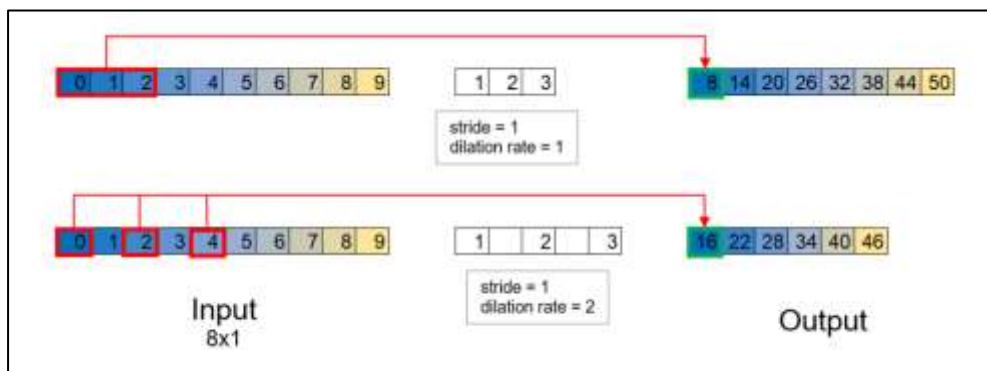 0 1 2 3 4 5 6 7 8 9
1 2 3
8 14 20 26 32 38 44 50
stride = 1
dilation rate = 1
0 1 2 3 4 5 6 7 8 9
1 2 3
16 22 28 34 40 46
stride = 1
dilation rate = 2
Input
8x1
Output